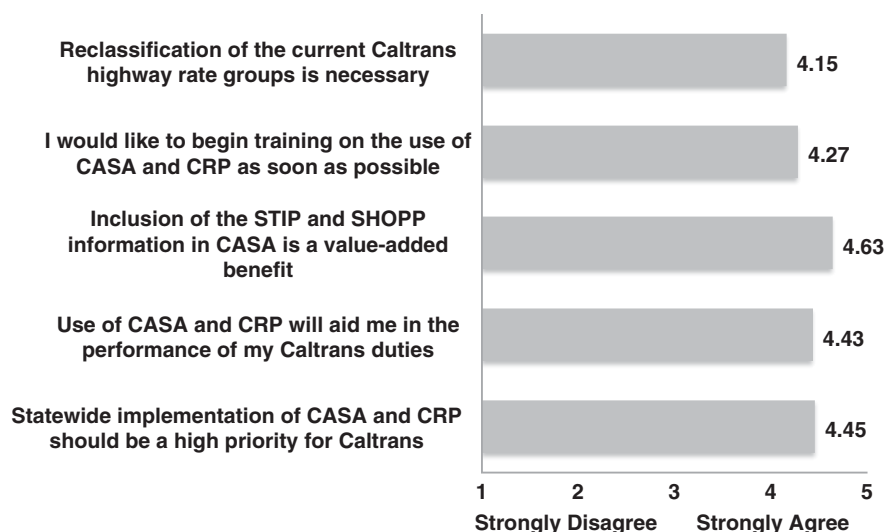 Reclassification of the current Caltrans
highway rate groups is necessary
4.15
I would like to begin training on the use of
CASA and CRP as soon as possible
4.27
Inclusion of the STIP and SHOPP
information in CASA is a value-added
benefit
4.63
Use of CASA and CRP will aid me in the
performance of my Caltrans duties
4.43
Statewide implementation of CASA and CRP
should be a high priority for Caltrans
4.45
1 2 3 4 5
Strongly Disagree Strongly Agree